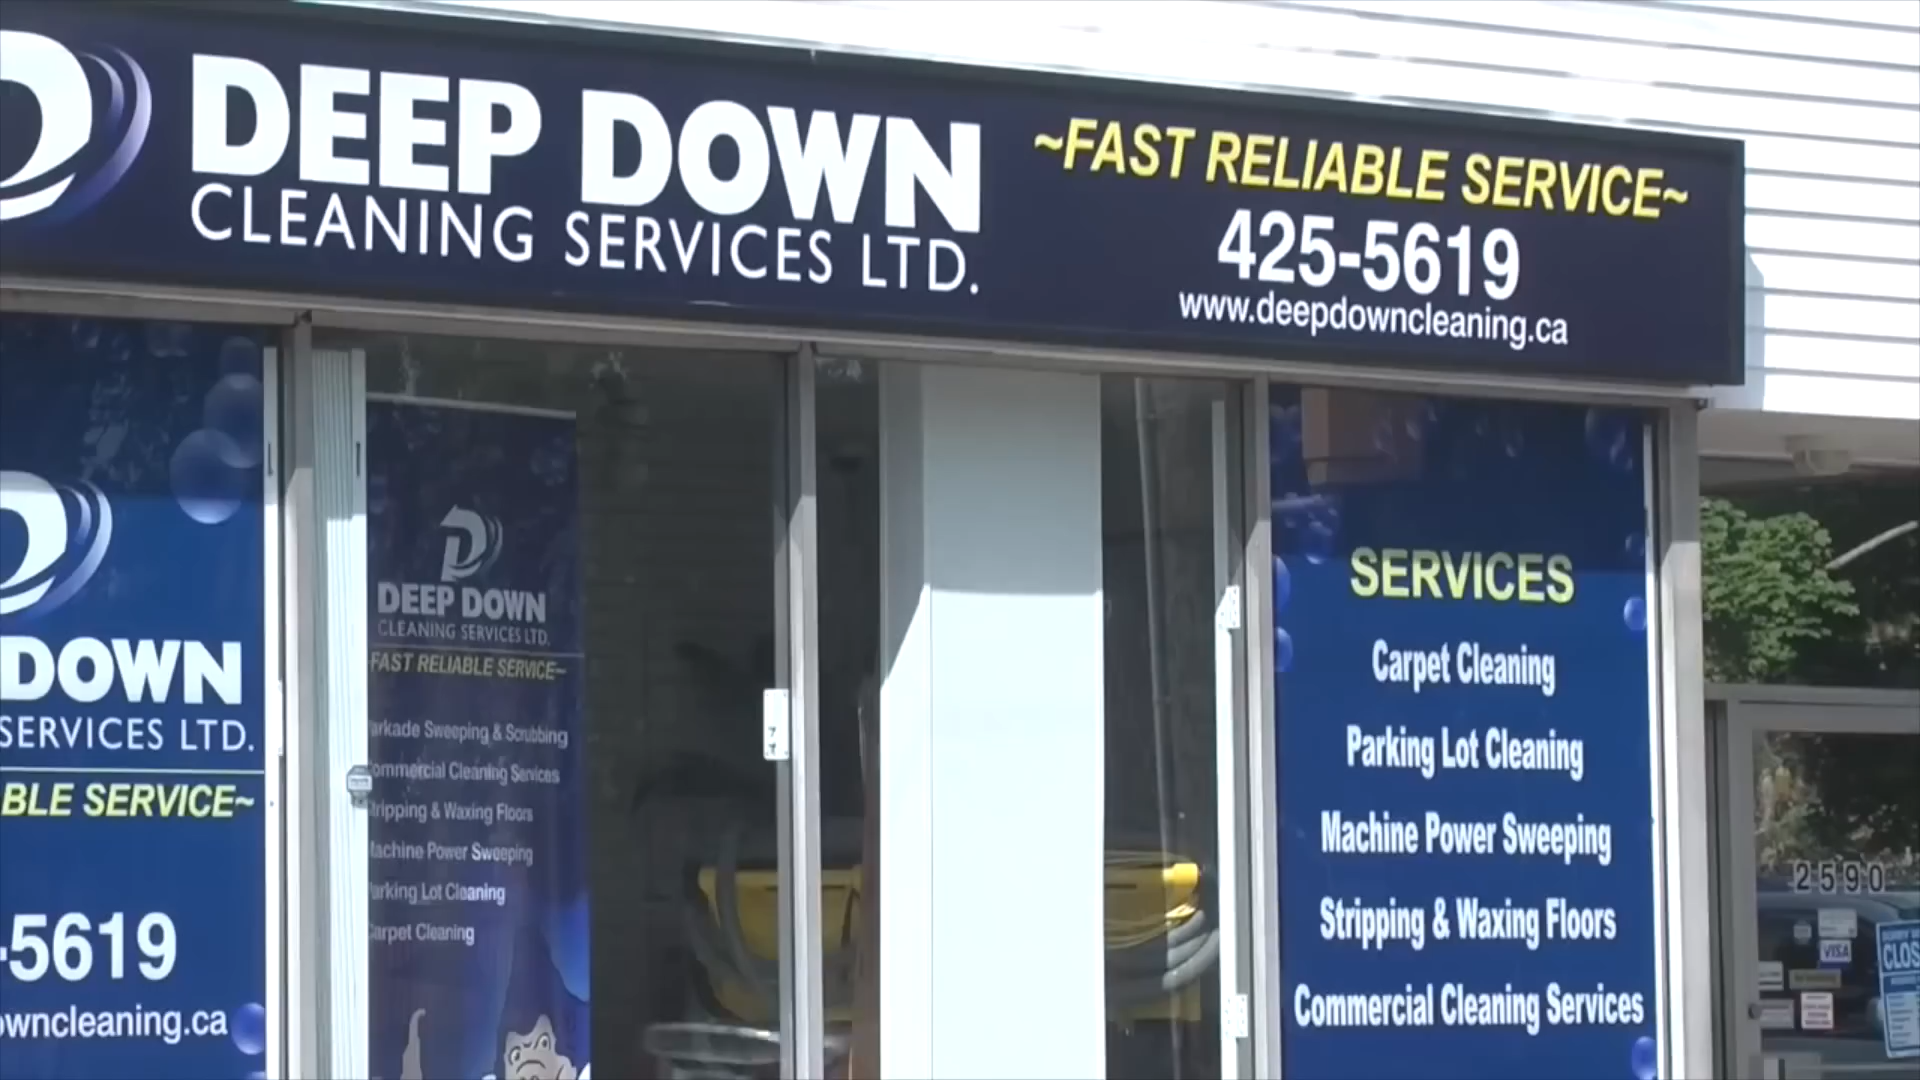 DEEP DOWN
CLEANING SERVICES LTD.
~FAST RELIABLE SERVICE~
425-5619
www.deepdowncleaning.ca
DOWN
SERVICES LTD.
BLE SERVICE~
-5619
owncleaning.ca
DEEP DOWN
CLEANING SERVICES LTD.
FAST RELIABLE SERVICE~
arkade Sweeping & Scrubbing
ommercial Cleaning Services
tripping & Waxing Floors
achine Power Sweeping
arking Lot Cleaning
arpet Cleaning
SERVICES
Carpet Cleaning
Parking Lot Cleaning
Machine Power Sweeping
Stripping & Waxing Floors
Commercial Cleaning Services
2590
VISA
CLOS